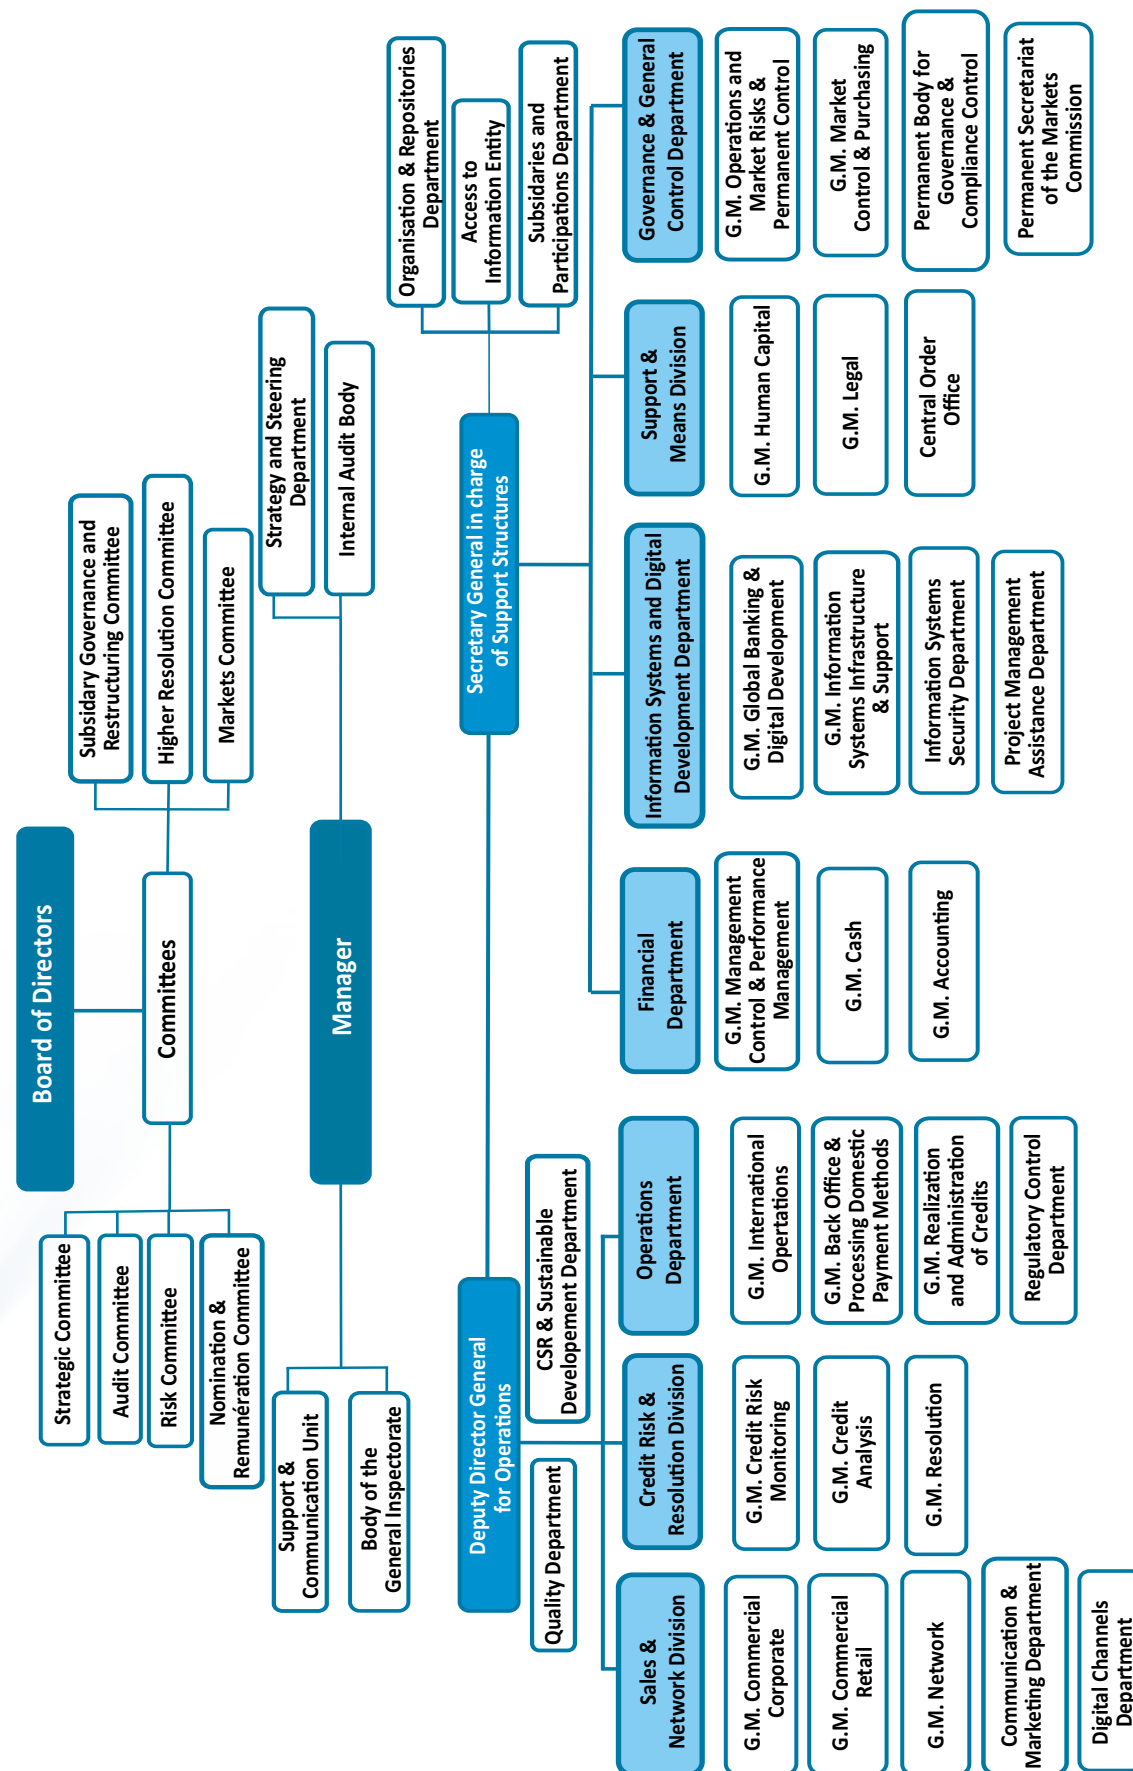 Board of Directors
Committees
Strategic Committee
Audit Committee
Risk Committee
Nomination &
Remunération Committee
Subsidary Governance and
Restructuring Committee
Higher Resolution Committee
Markets Committee
Manager
Support &
Communication Unit
Body of the
General Inspectorate
Strategy and Steering
Department
Internal Audit Body
Deputy Director General
for Operations
Quality Department
CSR & Sustainable
Developement Department
Secretary General in charge
of Support Structures
Organisation & Repositories
Department
Access to
Information Entity
Subsidaries and
Participations Department
Sales &
Network Division
G.M. Commercial
Corporate
G.M. Commercial
Retail
G.M. Network
Communication &
Marketing Department
Digital Channels
Department
Credit Risk &
Resolution Division
G.M. Credit Risk
Monitoring
G.M. Credit
Analysis
G.M. Resolution
Operations
Department
G.M. International
Opertations
G.M. Back Office &
Processing Domestic
Payment Methods
G.M. Realization
and Administration
of Credits
Regulatory Control
Department
Financial
Department
G.M. Management
Control & Performance
Management
G.M. Cash
G.M. Accounting
Information Systems and Digital
Development Department
G.M. Global Banking &
Digital Development
G.M. Information
Systems Infrastructure
& Support
Information Systems
Security Department
Project Management
Assistance Department
Support &
Means Division
G.M. Human Capital
G.M. Legal
Central Order
Office
Governance & General
Control Department
G.M. Operations and
Market Risks &
Permanent Control
G.M. Market
Control & Purchasing
Permanent Body for
Governance &
Compliance Control
Permanent Secretariat
of the Markets
Commission